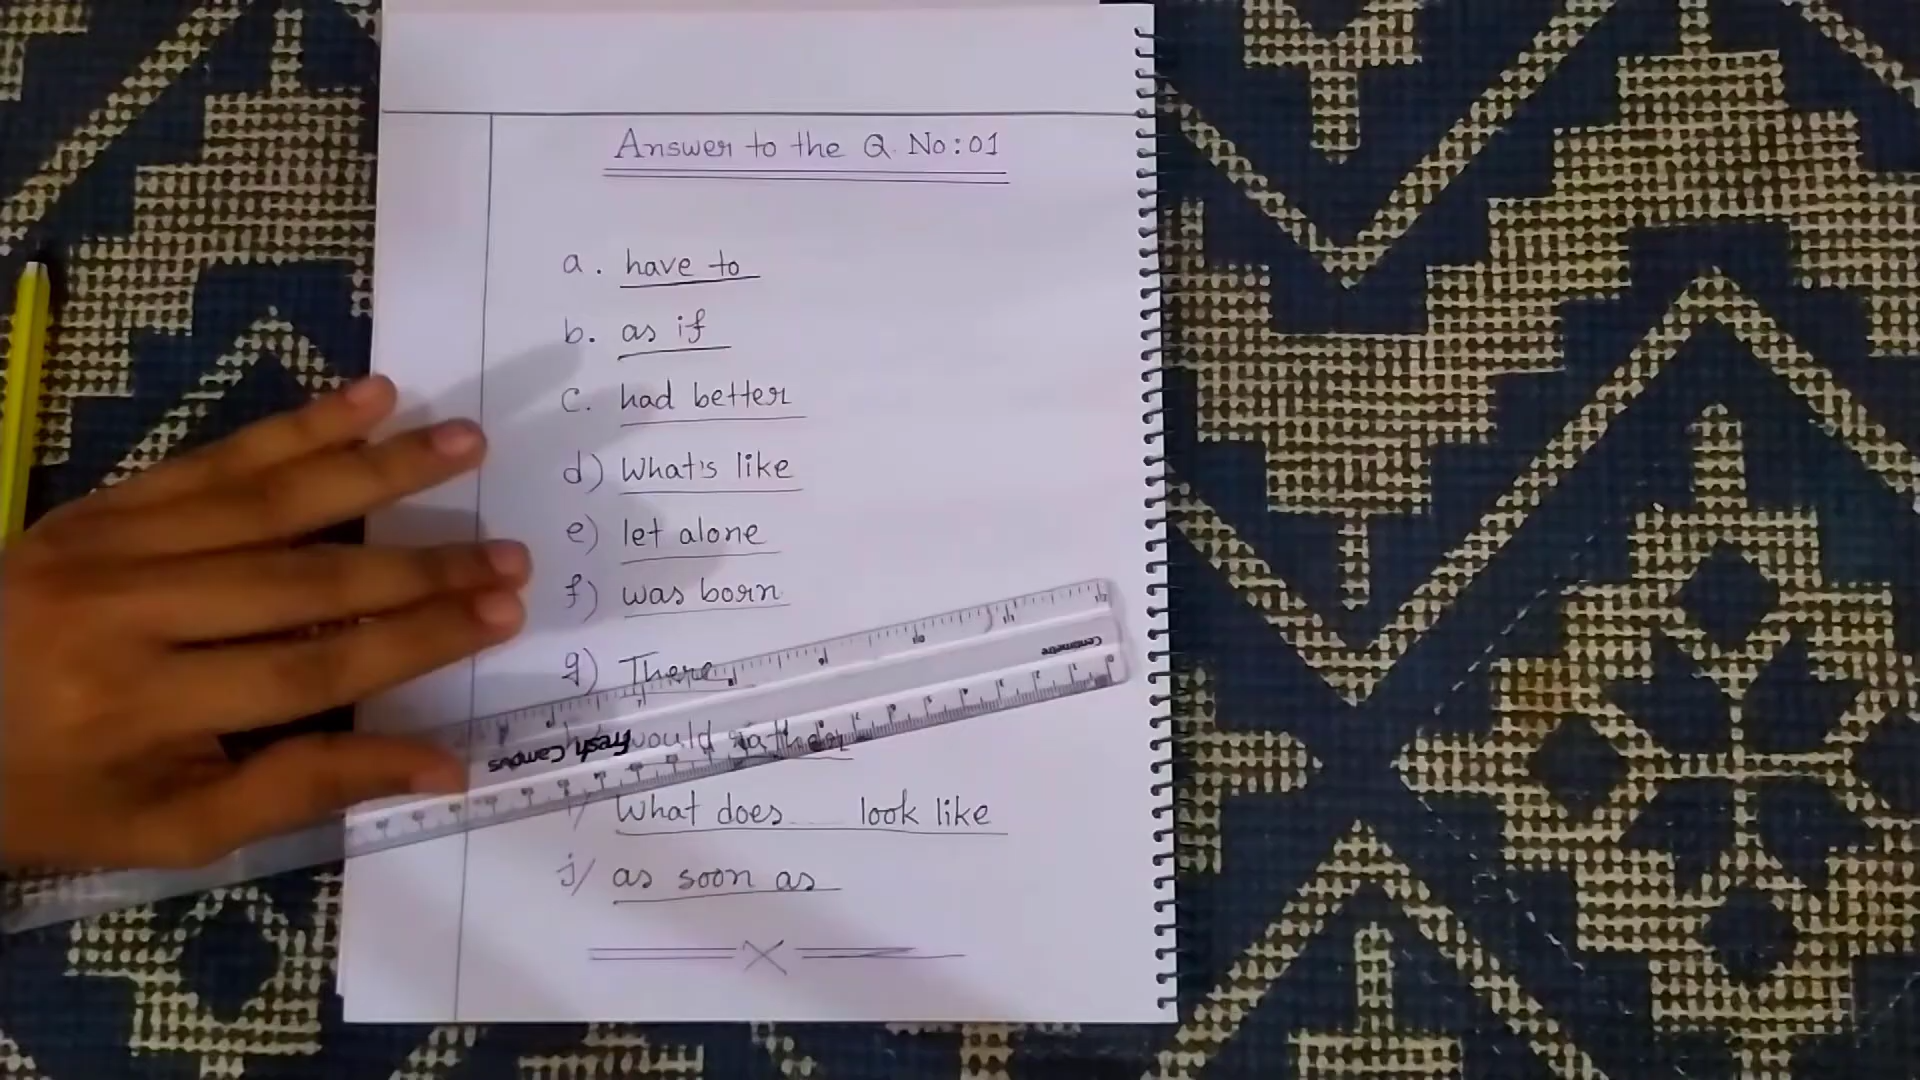 Answer to the Q. No:01
a. have to
b. as if
c. had better
d) What's like
e) let alone
f) was born
g) There
would rather
Fresh Campus
Centimetre
What does look like
j) as soon as